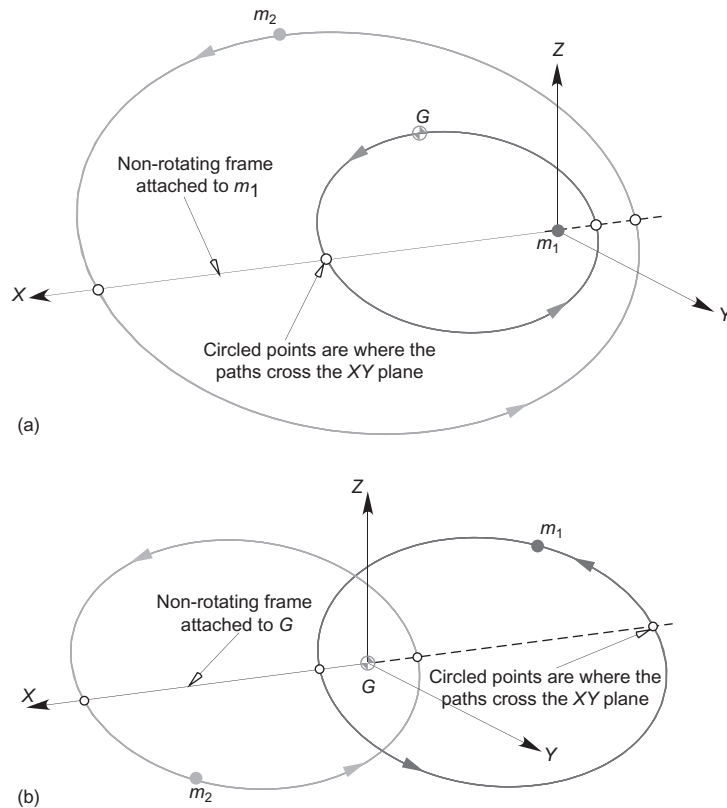 m2
Z
G
Non-rotating frame
attached to m1
m1
X
Y
Circled points are where the
paths cross the XY plane
(a)
Z
m1
Non-rotating frame
attached to G
X
G
Circled points are where the
paths cross the XY plane
Y
m2
(b)